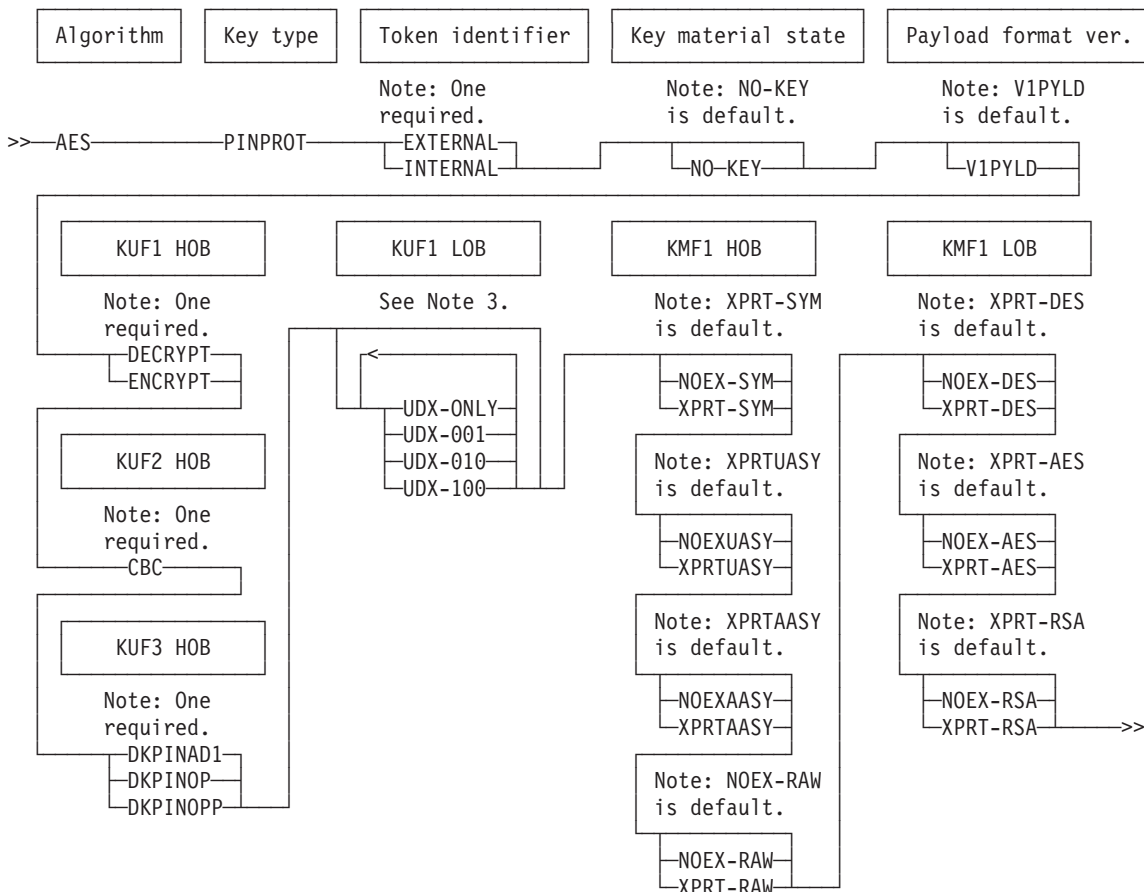 Algorithm Key type Token identifier Key material state Payload format ver.
Note: One Note: NO-KEY Note: V1PYLD
required. is default. is default.
>>—AES PINPROT EXTERNAL
INTERNAL NO-KEY V1PYLD
KUF1 HOB KUF1 LOB KMF1 HOB KMF1 LOB
Note: One See Note 3. Note: XPRT-SYM Note: XPRT-DES
required. is default. is default.
DECRYPT <
ENCRYPT NOEX-SYM NOEX-DES
UDX-ONLY XPRT-SYM XPRT-DES
UDX-001
KUF2 HOB UDX-010 Note: XPRTUASY Note: XPRT-AES
UDX-100 is default. is default.
Note: One
required. NOEXUASY NOEX-AES
CBC XPRTUASY XPRT-AES
KUF3 HOB Note: XPRTAASY Note: XPRT-RSA
is default. is default.
Note: One NOEXAASY NOEX-RSA
required. XPRTAASY XPRT-RSA >>
DKPINAD1
DKPINOP Note: NOEX-RAW
DKPINOPP is default.
NOEX-RAW
XPRT-RAW